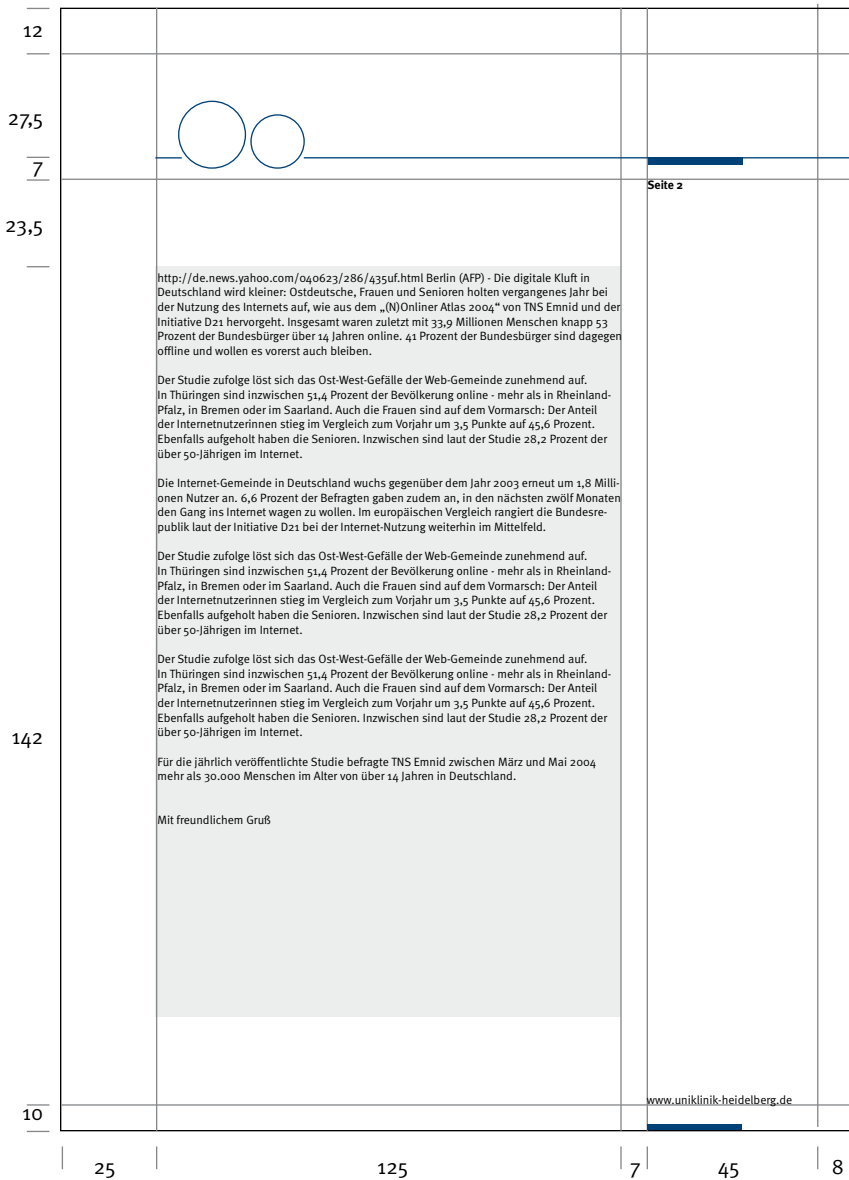 12
27,5
7
Seite 2
23,5
http://de.news.yahoo.com/040623/286/435uf.html Berlin (AFP) - Die digitale Kluft in
Deutschland wird kleiner: Ostdeutsche, Frauen und Senioren holten vergangenes Jahr bei
der Nutzung des Internets auf, wie aus dem „(N)Onliner Atlas 2004“ von TNS Emnid und der
Initiative D21 hervorgeht. Insgesamt waren zuletzt mit 33,9 Millionen Menschen knapp 53
Prozent der Bundesbürger über 14 Jahren online. 41 Prozent der Bundesbürger sind dagegen
offline und wollen es vorerst auch bleiben.
Der Studie zufolge löst sich das Ost-West-Gefälle der Web-Gemeinde zunehmend auf.
In Thüringen sind inzwischen 51,4 Prozent der Bevölkerung online - mehr als in Rheinland-
Pfalz, in Bremen oder im Saarland. Auch die Frauen sind auf dem Vormarsch: Der Anteil
der Internetnutzerinnen stieg im Vergleich zum Vorjahr um 3,5 Punkte auf 45,6 Prozent.
Ebenfalls aufgeholt haben die Senioren. Inzwischen sind laut der Studie 28,2 Prozent der
über 50-Jährigen im Internet.
Die Internet-Gemeinde in Deutschland wuchs gegenüber dem Jahr 2003 erneut um 1,8 Milli-
onen Nutzer an. 6,6 Prozent der Befragten gaben zudem an, in den nächsten zwölf Monaten
den Gang ins Internet wagen zu wollen. Im europäischen Vergleich rangiert die Bundesre-
publik laut der Initiative D21 bei der Internet-Nutzung weiterhin im Mittelfeld.
Der Studie zufolge löst sich das Ost-West-Gefälle der Web-Gemeinde zunehmend auf.
In Thüringen sind inzwischen 51,4 Prozent der Bevölkerung online - mehr als in Rheinland-
Pfalz, in Bremen oder im Saarland. Auch die Frauen sind auf dem Vormarsch: Der Anteil
der Internetnutzerinnen stieg im Vergleich zum Vorjahr um 3,5 Punkte auf 45,6 Prozent.
Ebenfalls aufgeholt haben die Senioren. Inzwischen sind laut der Studie 28,2 Prozent der
über 50-Jährigen im Internet.
Der Studie zufolge löst sich das Ost-West-Gefälle der Web-Gemeinde zunehmend auf.
In Thüringen sind inzwischen 51,4 Prozent der Bevölkerung online - mehr als in Rheinland-
Pfalz, in Bremen oder im Saarland. Auch die Frauen sind auf dem Vormarsch: Der Anteil
der Internetnutzerinnen stieg im Vergleich zum Vorjahr um 3,5 Punkte auf 45,6 Prozent.
Ebenfalls aufgeholt haben die Senioren. Inzwischen sind laut der Studie 28,2 Prozent der
über 50-Jährigen im Internet.
142
Für die jährlich veröffentlichte Studie befragte TNS Emnid zwischen März und Mai 2004
mehr als 30.000 Menschen im Alter von über 14 Jahren in Deutschland.
Mit freundlichem Gruß
www.uniklinik-heidelberg.de
10
25 125 7 45 8